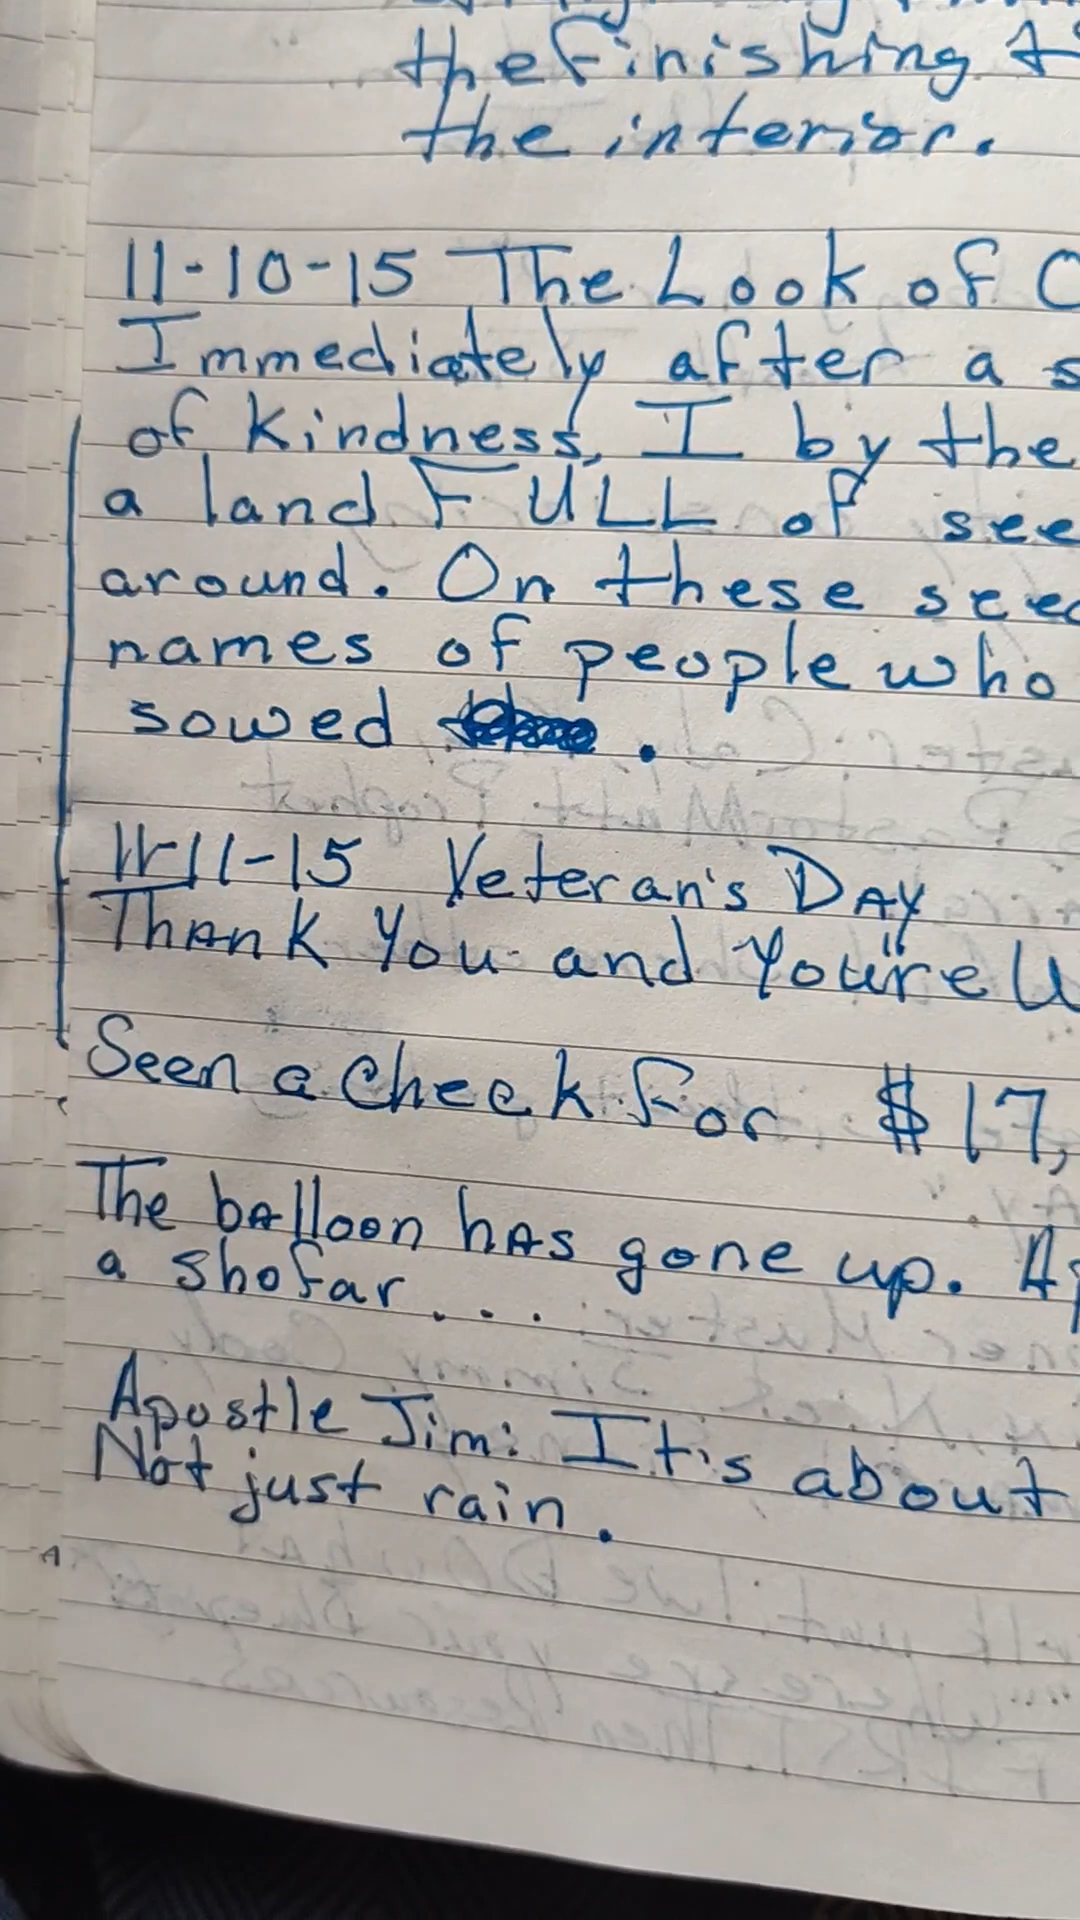 the finishing
the interior.
11-10-15 The Look of
Immediately after a
of kindness, I by the
a land FULL of
around. On these
names of people who
sowed .
11-11-15 Veteran's DAY
THANK You and You're
Seen a check for $17,
The bAlloon hAs gone up.
a shofar....
Apostle Jim: It's about
Not just rain.